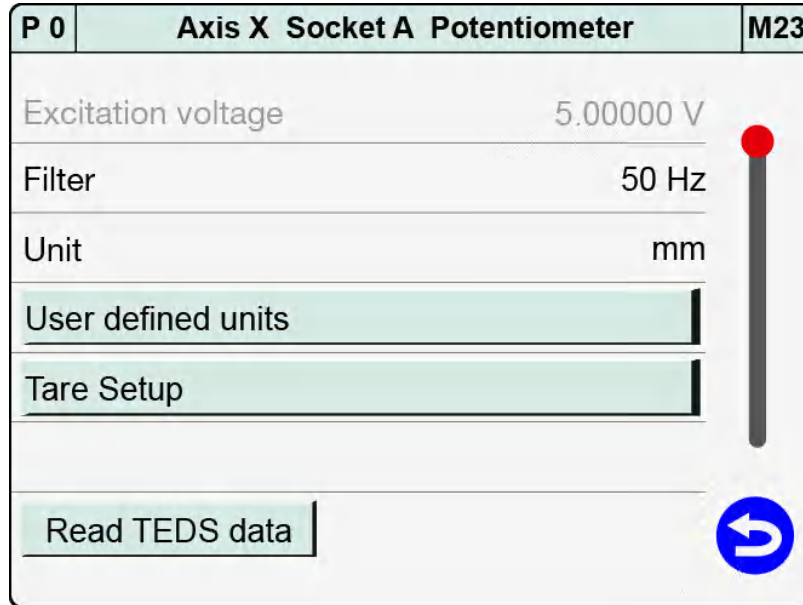 P 0 Axis X Socket A Potentiometer M23
Excitation voltage 5.00000 V
Filter 50 Hz
Unit mm
User defined units
Tare Setup
Read TEDS data